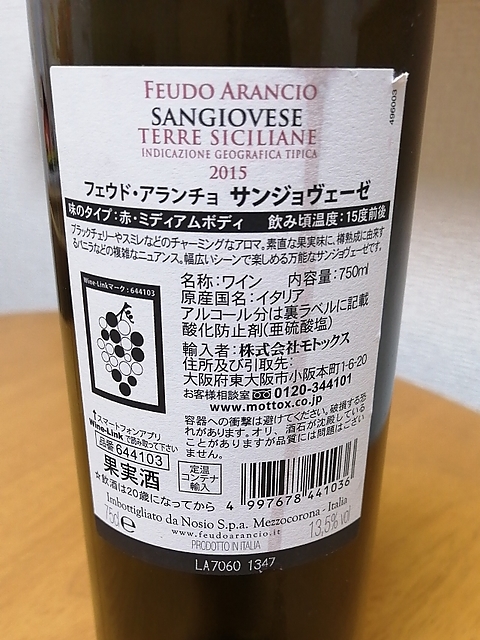 FEUDO ARANCIO
SANGIOVESE
TERRE SICILIANE
INDICAZIONE GEOGRAFICA TIPICA
2015
496003
フェウド・アランチョ サンジョヴェーゼ
味のタイプ：赤・ミディアムボディ 飲み頃温度：15度前後
ブラックチェリーやスミレなどのチャーミングなアロマ。素直な果実味に、樽熟成に由来す
るバニラなどの複雑なニュアンス。幅広いシーンで楽しめる万能なサンジョヴェーゼです。
Wine-Linkマーク：644103
名称：ワイン 内容量：750ml
原産国名：イタリア
アルコール分は裏ラベルに記載
酸化防止剤(亜硫酸塩)
輸入者：株式会社モトックス
住所及び引取先：
大阪府東大阪市小阪本町1-6-20
お客様相談室 0120-344101
www.mottox.co.jp
容器への衝撃は避けてください。破損する恐
れがあります。オリ、酒石が沈殿している
ことがありますが品質には問題はござい
ません。
↑スマートフォンアプリ
Wine-Linkで読み取って下さい
品番 644103
果実酒
定温
コンテナ
輸入
☆飲酒は20歳になってから
4 997678 441036
Imbottigliato da Nosio S.p.a. Mezzocorona - Italia
75cl e
www.feudoarancio.it
13,5% vol
PRODOTTO IN ITALIA
LA7060 1347